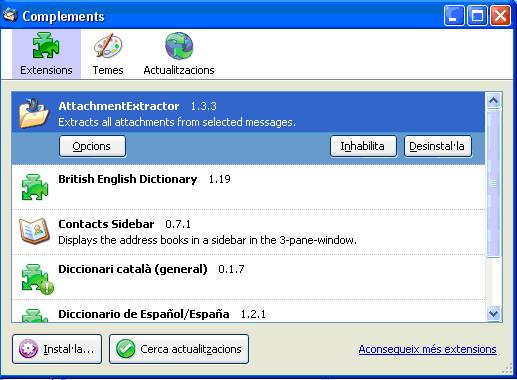 Complements
Extensions Temes Actualitzacions
AttachmentExtractor 1.3.3
Extracts all attachments from selected messages.
Opcions Inhabilita Desinstal·la
British English Dictionary 1.19
Contacts Sidebar 0.7.1
Displays the address books in a sidebar in the 3-pane-window.
Diccionari català (general) 0.1.7
Diccionario de Español/España 1.2.1
Instal·la... Cerca actualitzacions Aconsegueix més extensions